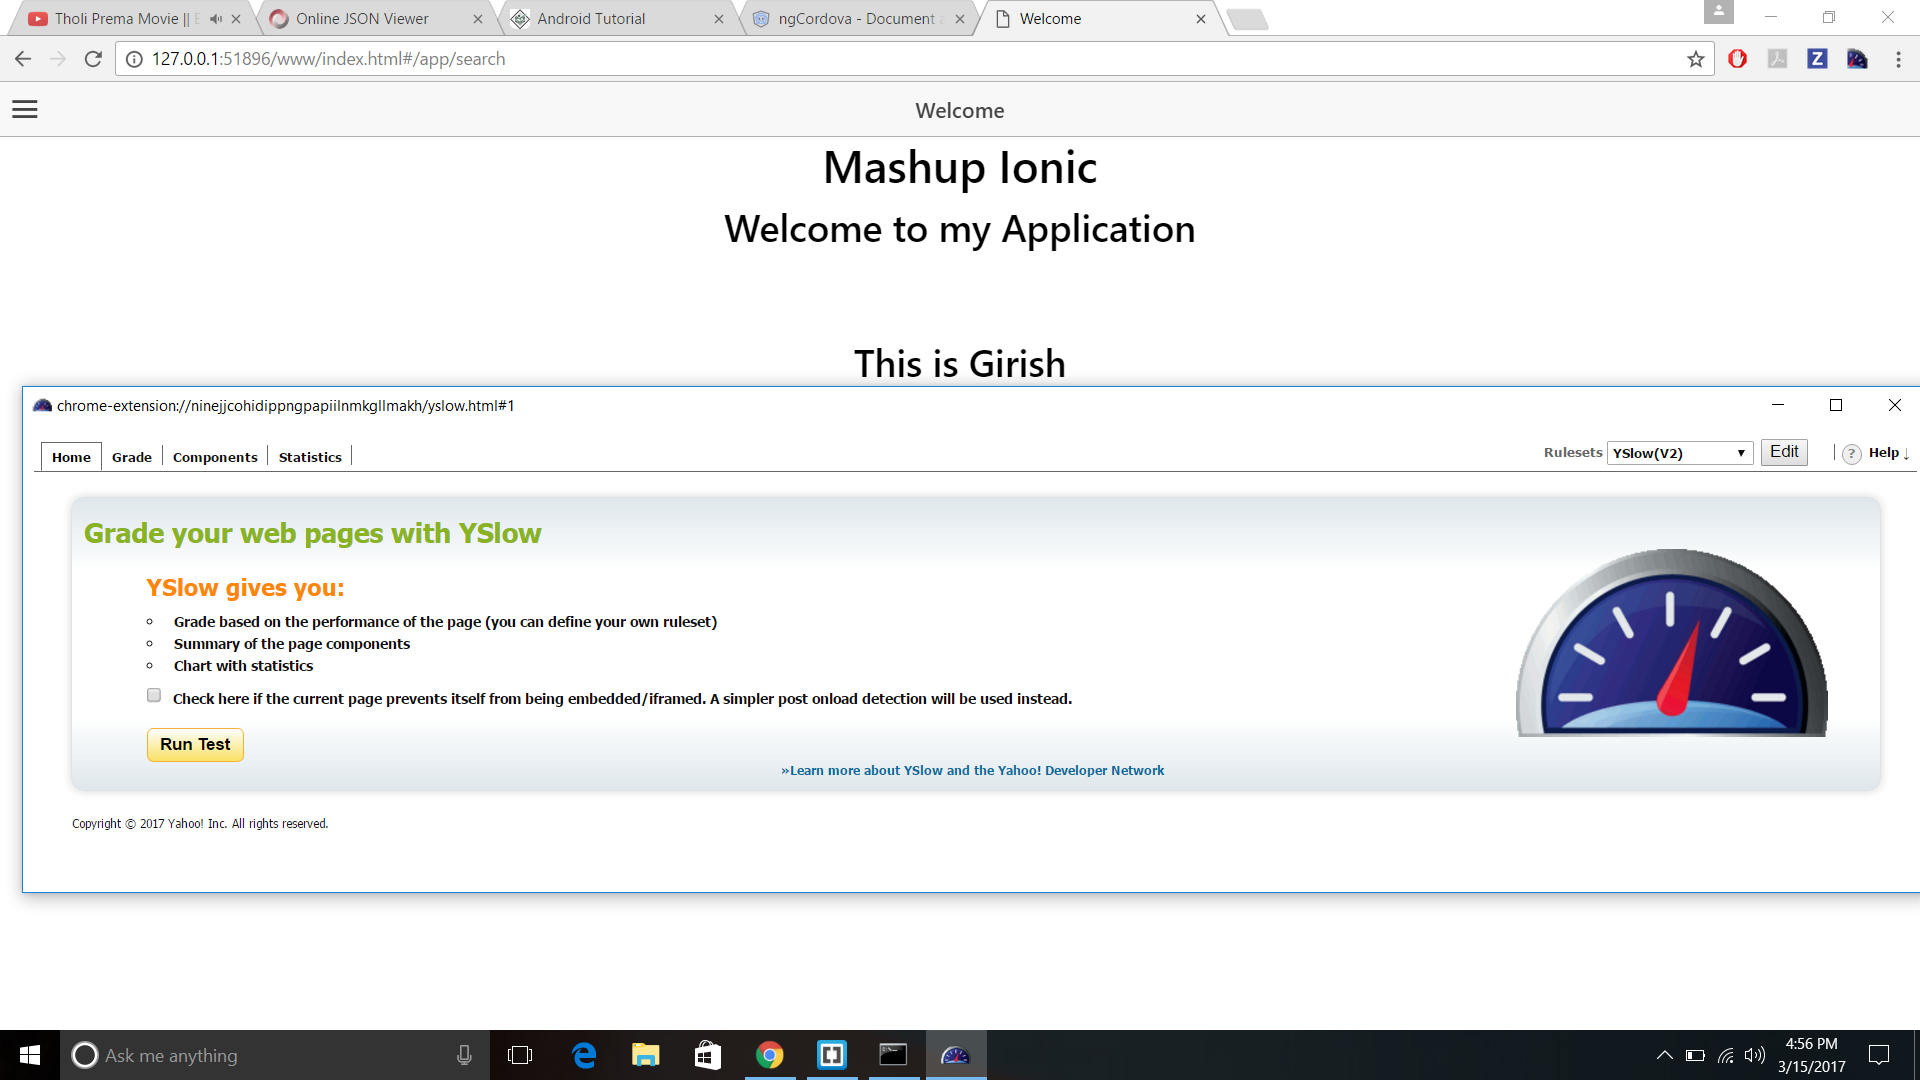 Tholi Prema Movie ||
Online JSON Viewer
Android Tutorial
ngCordova - Document a
Welcome
127.0.0.1:51896/www/index.html#/app/search
Z
Welcome
Mashup Ionic
Welcome to my Application
This is Girish
chrome-extension://ninejjcohidippngpapiilnmkgllmakh/yslow.html#1
Home
Grade
Components
Statistics
Rulesets
YSlow(V2)
Edit
? Help ↓
Grade your web pages with YSlow
YSlow gives you:
Grade based on the performance of the page (you can define your own ruleset)
Summary of the page components
Chart with statistics
Check here if the current page prevents itself from being embedded/iframed. A simpler post onload detection will be used instead.
Run Test
»Learn more about YSlow and the Yahoo! Developer Network
Copyright © 2017 Yahoo! Inc. All rights reserved.
Ask me anything
4:56 PM
3/15/2017